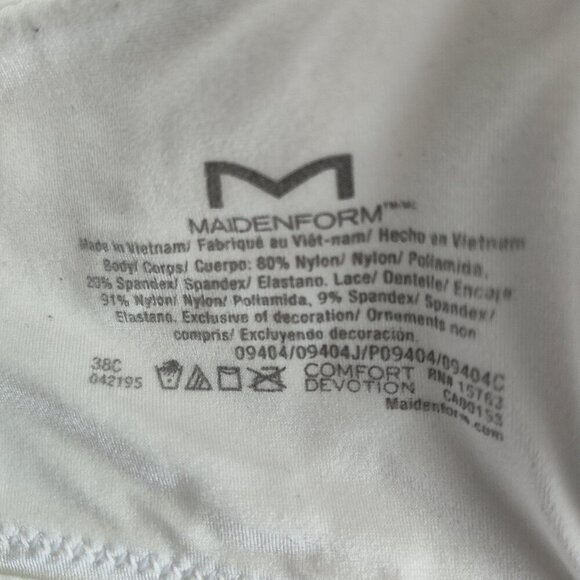 M
MAIDENFORM™/MC
Made in Vietnam/ Fabriqué au Viêt-nam/ Hecho en Vietnam
Body/ Corps/ Cuerpo: 80% Nylon/ Nylon/ Poliamida.
20% Spandex/ Spandex/ Elastano. Lace/ Dentelle/ Encaje
91% Nylon/ Nylon/ Poliamida, 9% Spandex/ Spandex/
Elastano. Exclusive of decoration/ Ornements non
compris/ Excluyendo decoración.
09404/09404J/P09404/09404C
38C
042195
COMFORT
DEVOTION
RN# 15763
CA00153
Maidenform.com